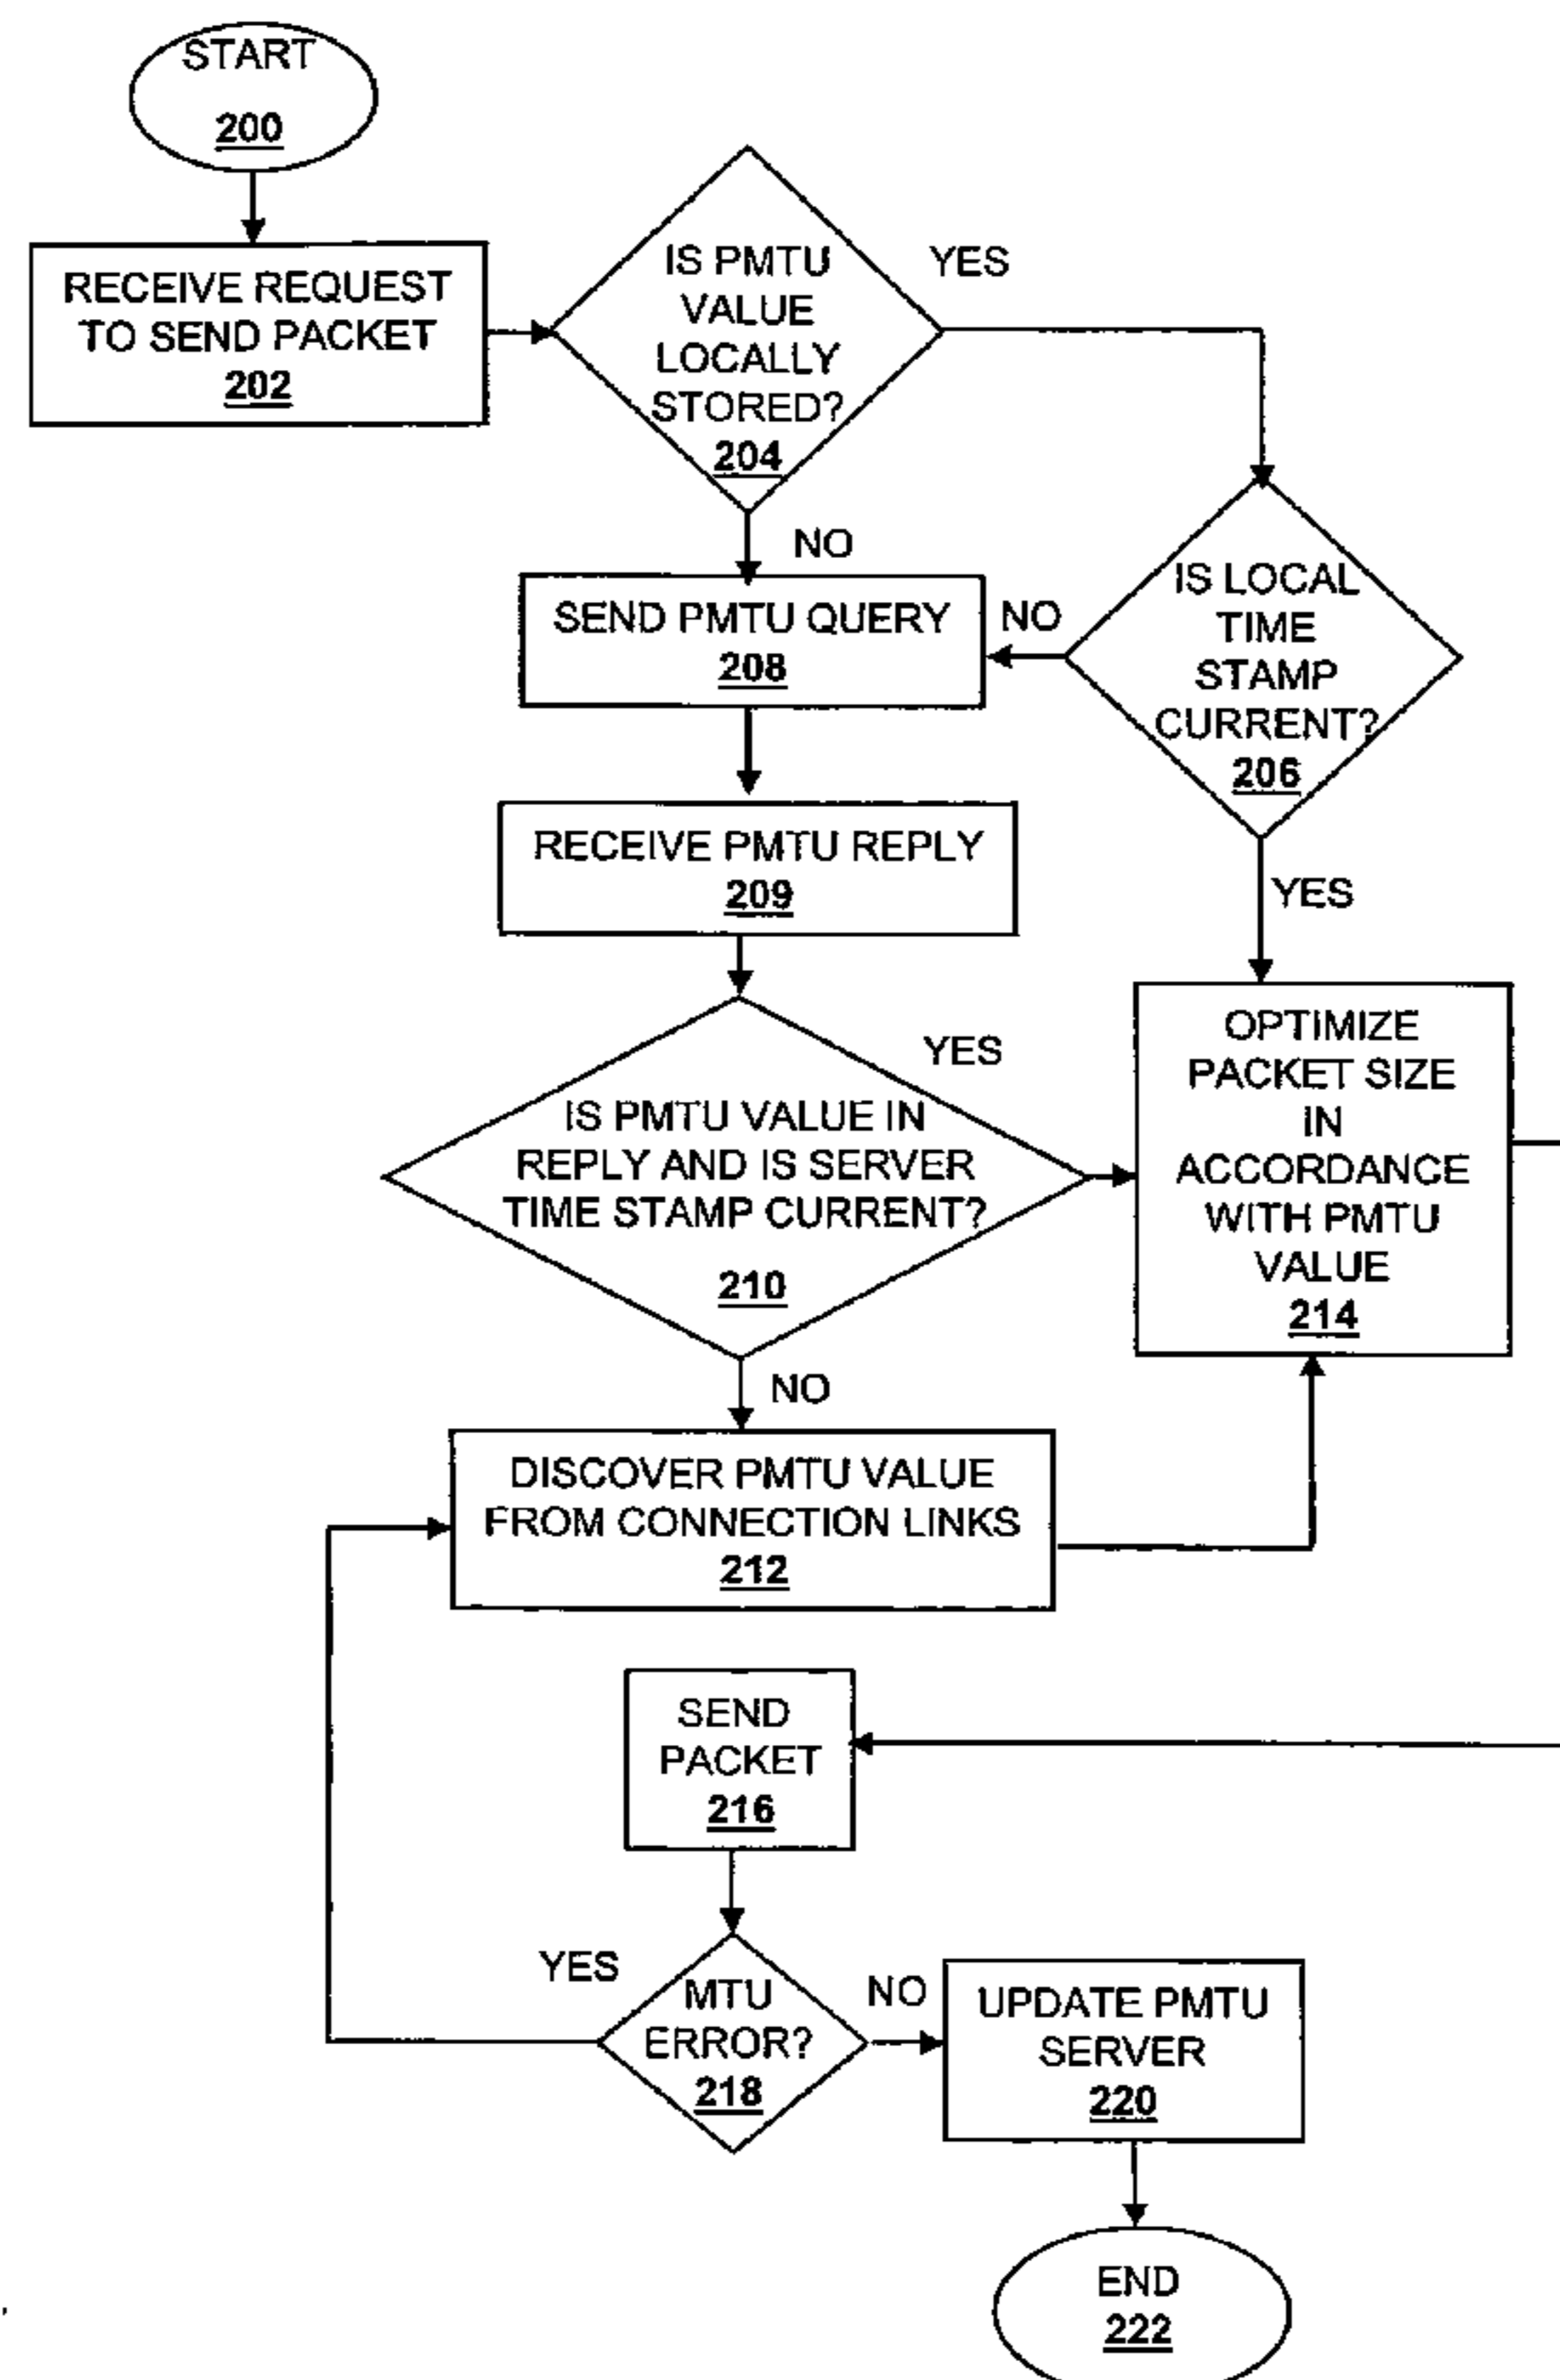 START
200
RECEIVE REQUEST
TO SEND PACKET
202
IS PMTU
VALUE
LOCALLY
STORED?
204
YES
NO
IS LOCAL
TIME
STAMP
CURRENT?
206
NO
YES
SEND PMTU QUERY
208
RECEIVE PMTU REPLY
209
IS PMTU VALUE IN
REPLY AND IS SERVER
TIME STAMP CURRENT?
210
YES
NO
OPTIMIZE
PACKET SIZE
IN
ACCORDANCE
WITH PMTU
VALUE
214
DISCOVER PMTU VALUE
FROM CONNECTION LINKS
212
SEND
PACKET
216
MTU
ERROR?
218
YES
NO
UPDATE PMTU
SERVER
220
END
222